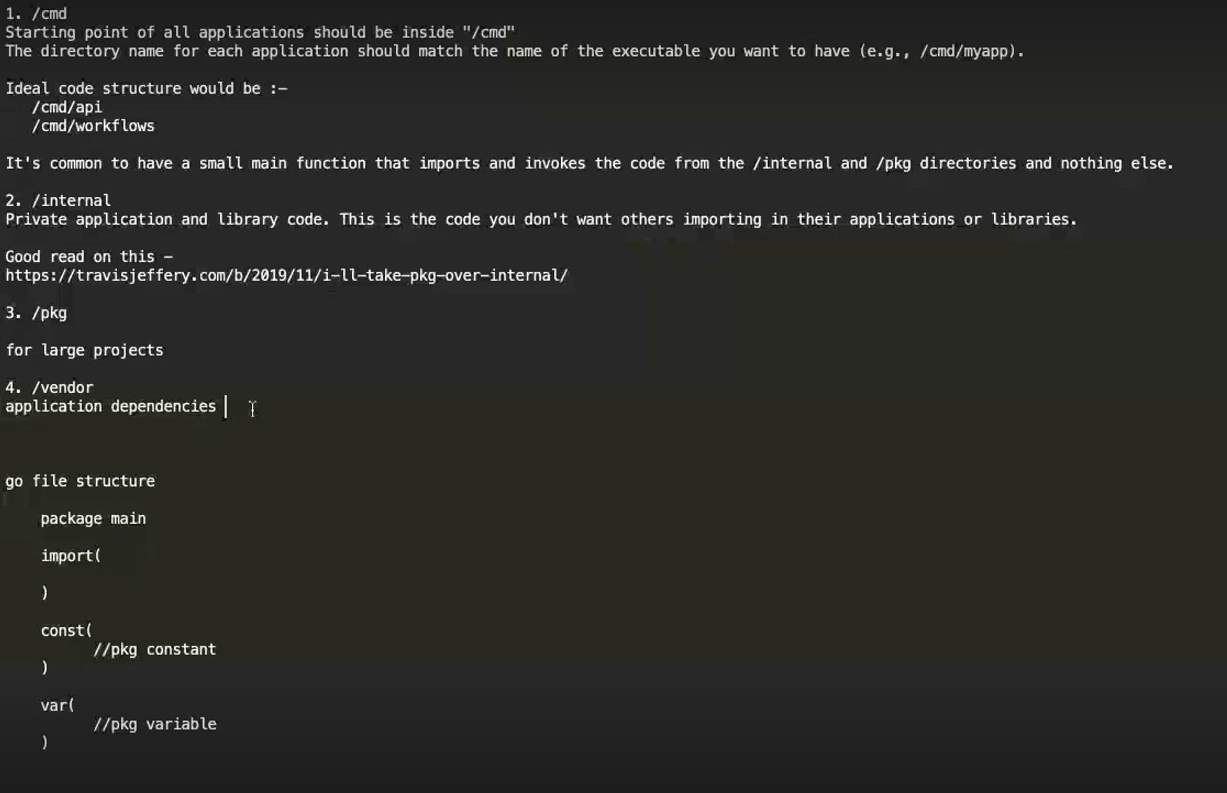 1. /cmd
Starting point of all applications should be inside "/cmd"
The directory name for each application should match the name of the executable you want to have (e.g., /cmd/myapp).
Ideal code structure would be :-
/cmd/api
/cmd/workflows
It's common to have a small main function that imports and invokes the code from the /internal and /pkg directories and nothing else.
2. /internal
Private application and library code. This is the code you don't want others importing in their applications or libraries.
Good read on this -
https://travisjeffery.com/b/2019/11/i-ll-take-pkg-over-internal/
3. /pkg
for large projects
4. /vendor
application dependencies
go file structure
package main
import(
)
const(
//pkg constant
)
var(
//pkg variable
)